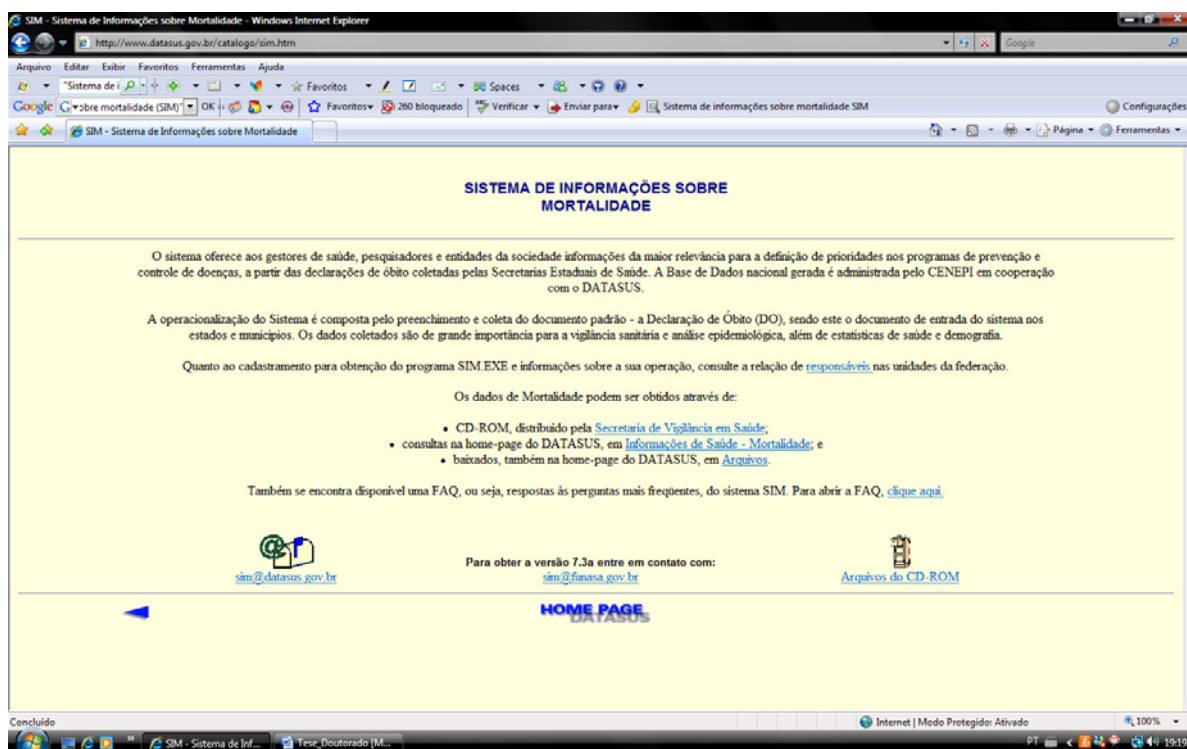 SIM - Sistema de Informações sobre Mortalidade - Windows Internet Explorer
http://www.datasus.gov.br/catalogo/sim.htm
Google
Arquivo Editar Exibir Favoritos Ferramentas Ajuda
"Sistema de i Favoritos Spaces
Google obre mortalidade (SIM)" OK Favoritos 260 bloqueado Verificar Enviar para Sistema de informações sobre mortalidade SIM Configurações
SIM - Sistema de Informações sobre Mortalidade Página Ferramentas
SISTEMA DE INFORMAÇÕES SOBRE
MORTALIDADE
O sistema oferece aos gestores de saúde, pesquisadores e entidades da sociedade informações da maior relevância para a definição de prioridades nos programas de prevenção e
controle de doenças, a partir das declarações de óbito coletadas pelas Secretarias Estaduais de Saúde. A Base de Dados nacional gerada é administrada pelo CENEPI em cooperação
com o DATASUS.
A operacionalização do Sistema é composta pelo preenchimento e coleta do documento padrão - a Declaração de Óbito (DO), sendo este o documento de entrada do sistema nos
estados e municípios. Os dados coletados são de grande importância para a vigilância sanitária e análise epidemiológica, além de estatísticas de saúde e demografia.
Quanto ao cadastramento para obtenção do programa SIM.EXE e informações sobre a sua operação, consulte a relação de responsáveis nas unidades da federação.
Os dados de Mortalidade podem ser obtidos através de:
• CD-ROM, distribuído pela Secretaria de Vigilância em Saúde;
• consultas na home-page do DATASUS, em Informações de Saúde - Mortalidade; e
• baixados, também na home-page do DATASUS, em Arquivos.
Também se encontra disponível uma FAQ, ou seja, respostas às perguntas mais freqüentes, do sistema SIM. Para abrir a FAQ, clique aqui.
sim@datasus.gov.br
Para obter a versão 7.3a entre em contato com:
sim@funasa.gov.br
Arquivos do CD-ROM
HOME PAGE
DATASUS
Concluído Internet | Modo Protegido: Ativado 100%
SIM - Sistema de Inf... Tese_Doutorado [M... PT 19:19